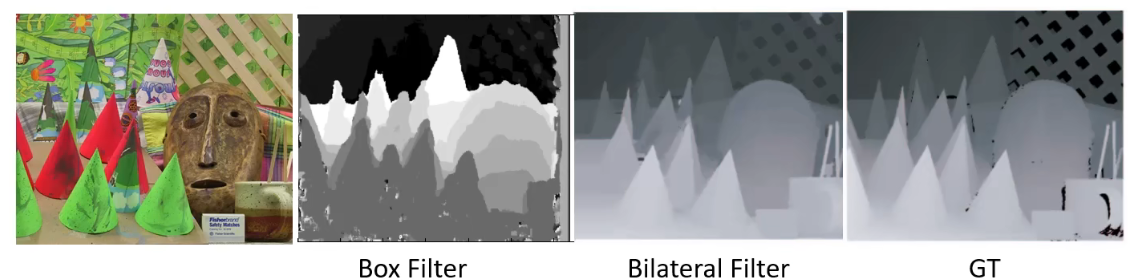 Fisherbrand
Safety Matches
Box Filter
Bilateral Filter
GT